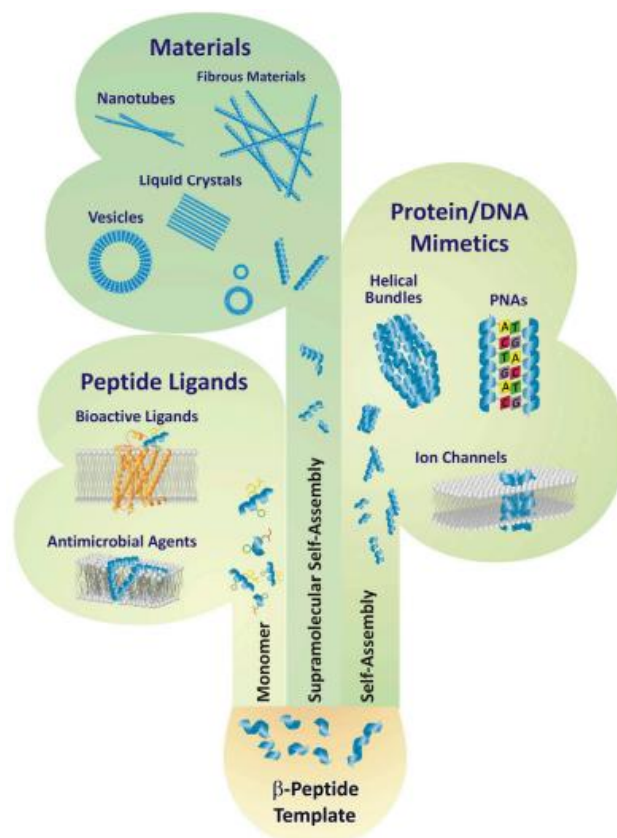 Materials
Fibrous Materials
Nanotubes
Liquid Crystals
Vesicles
Protein/DNA
Mimetics
Helical
Bundles
PNAs
A T
C G
T A
G C
A T
C G
Ion Channels
Peptide Ligands
Bioactive Ligands
Antimicrobial Agents
Monomer
Supramolecular Self-Assembly
Self-Assembly
β-Peptide
Template